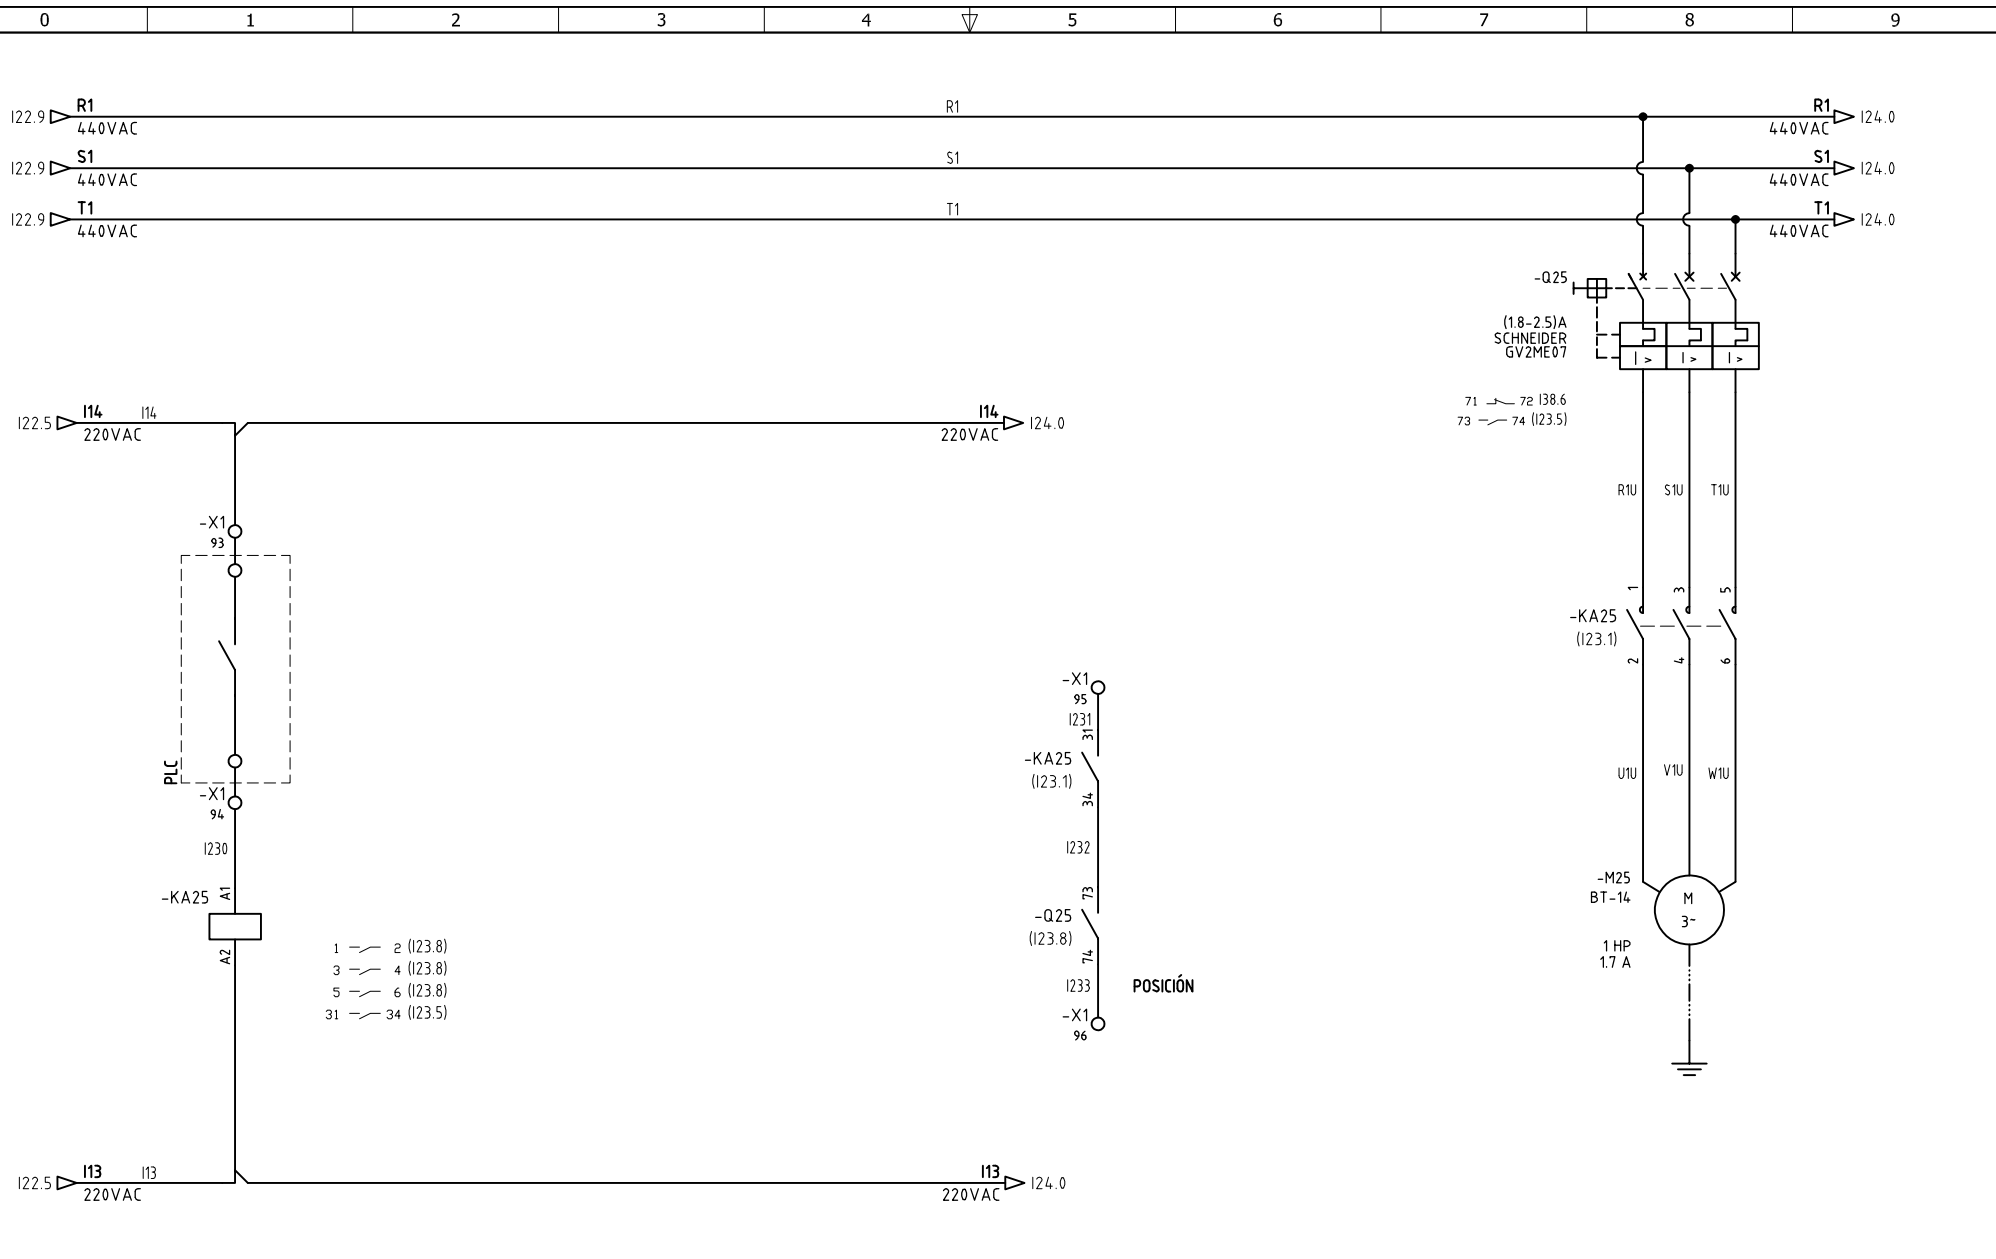 0 1 2 3 4 5 6 7 8 9
I22.9 R1 R1 R1 I24.0
440VAC 440VAC
I22.9 S1 S1 S1 I24.0
440VAC 440VAC
I22.9 T1 T1 T1 I24.0
440VAC 440VAC
-Q25
(1.8-2.5)A
SCHNEIDER
GV2ME07
I> I> I>
71 72 I38.6
73 74 (I23.5)
I22.5 I14 I14 I14 I24.0
220VAC 220VAC
R1U S1U T1U
-X1
93
PLC
-X1
94
I230
-KA25 A1
A2
1 2 (I23.8)
3 4 (I23.8)
5 6 (I23.8)
31 34 (I23.5)
-X1
95
I231
31
-KA25
(I23.1)
34
I232
73
-Q25
(I23.8)
74
I233 POSICIÓN
-X1
96
1 3 5
-KA25
(I23.1)
2 4 6
U1U V1U W1U
-M25
BT-14
M
3~
1 HP
1.7 A
I22.5 I13 I13 I13 I24.0
220VAC 220VAC